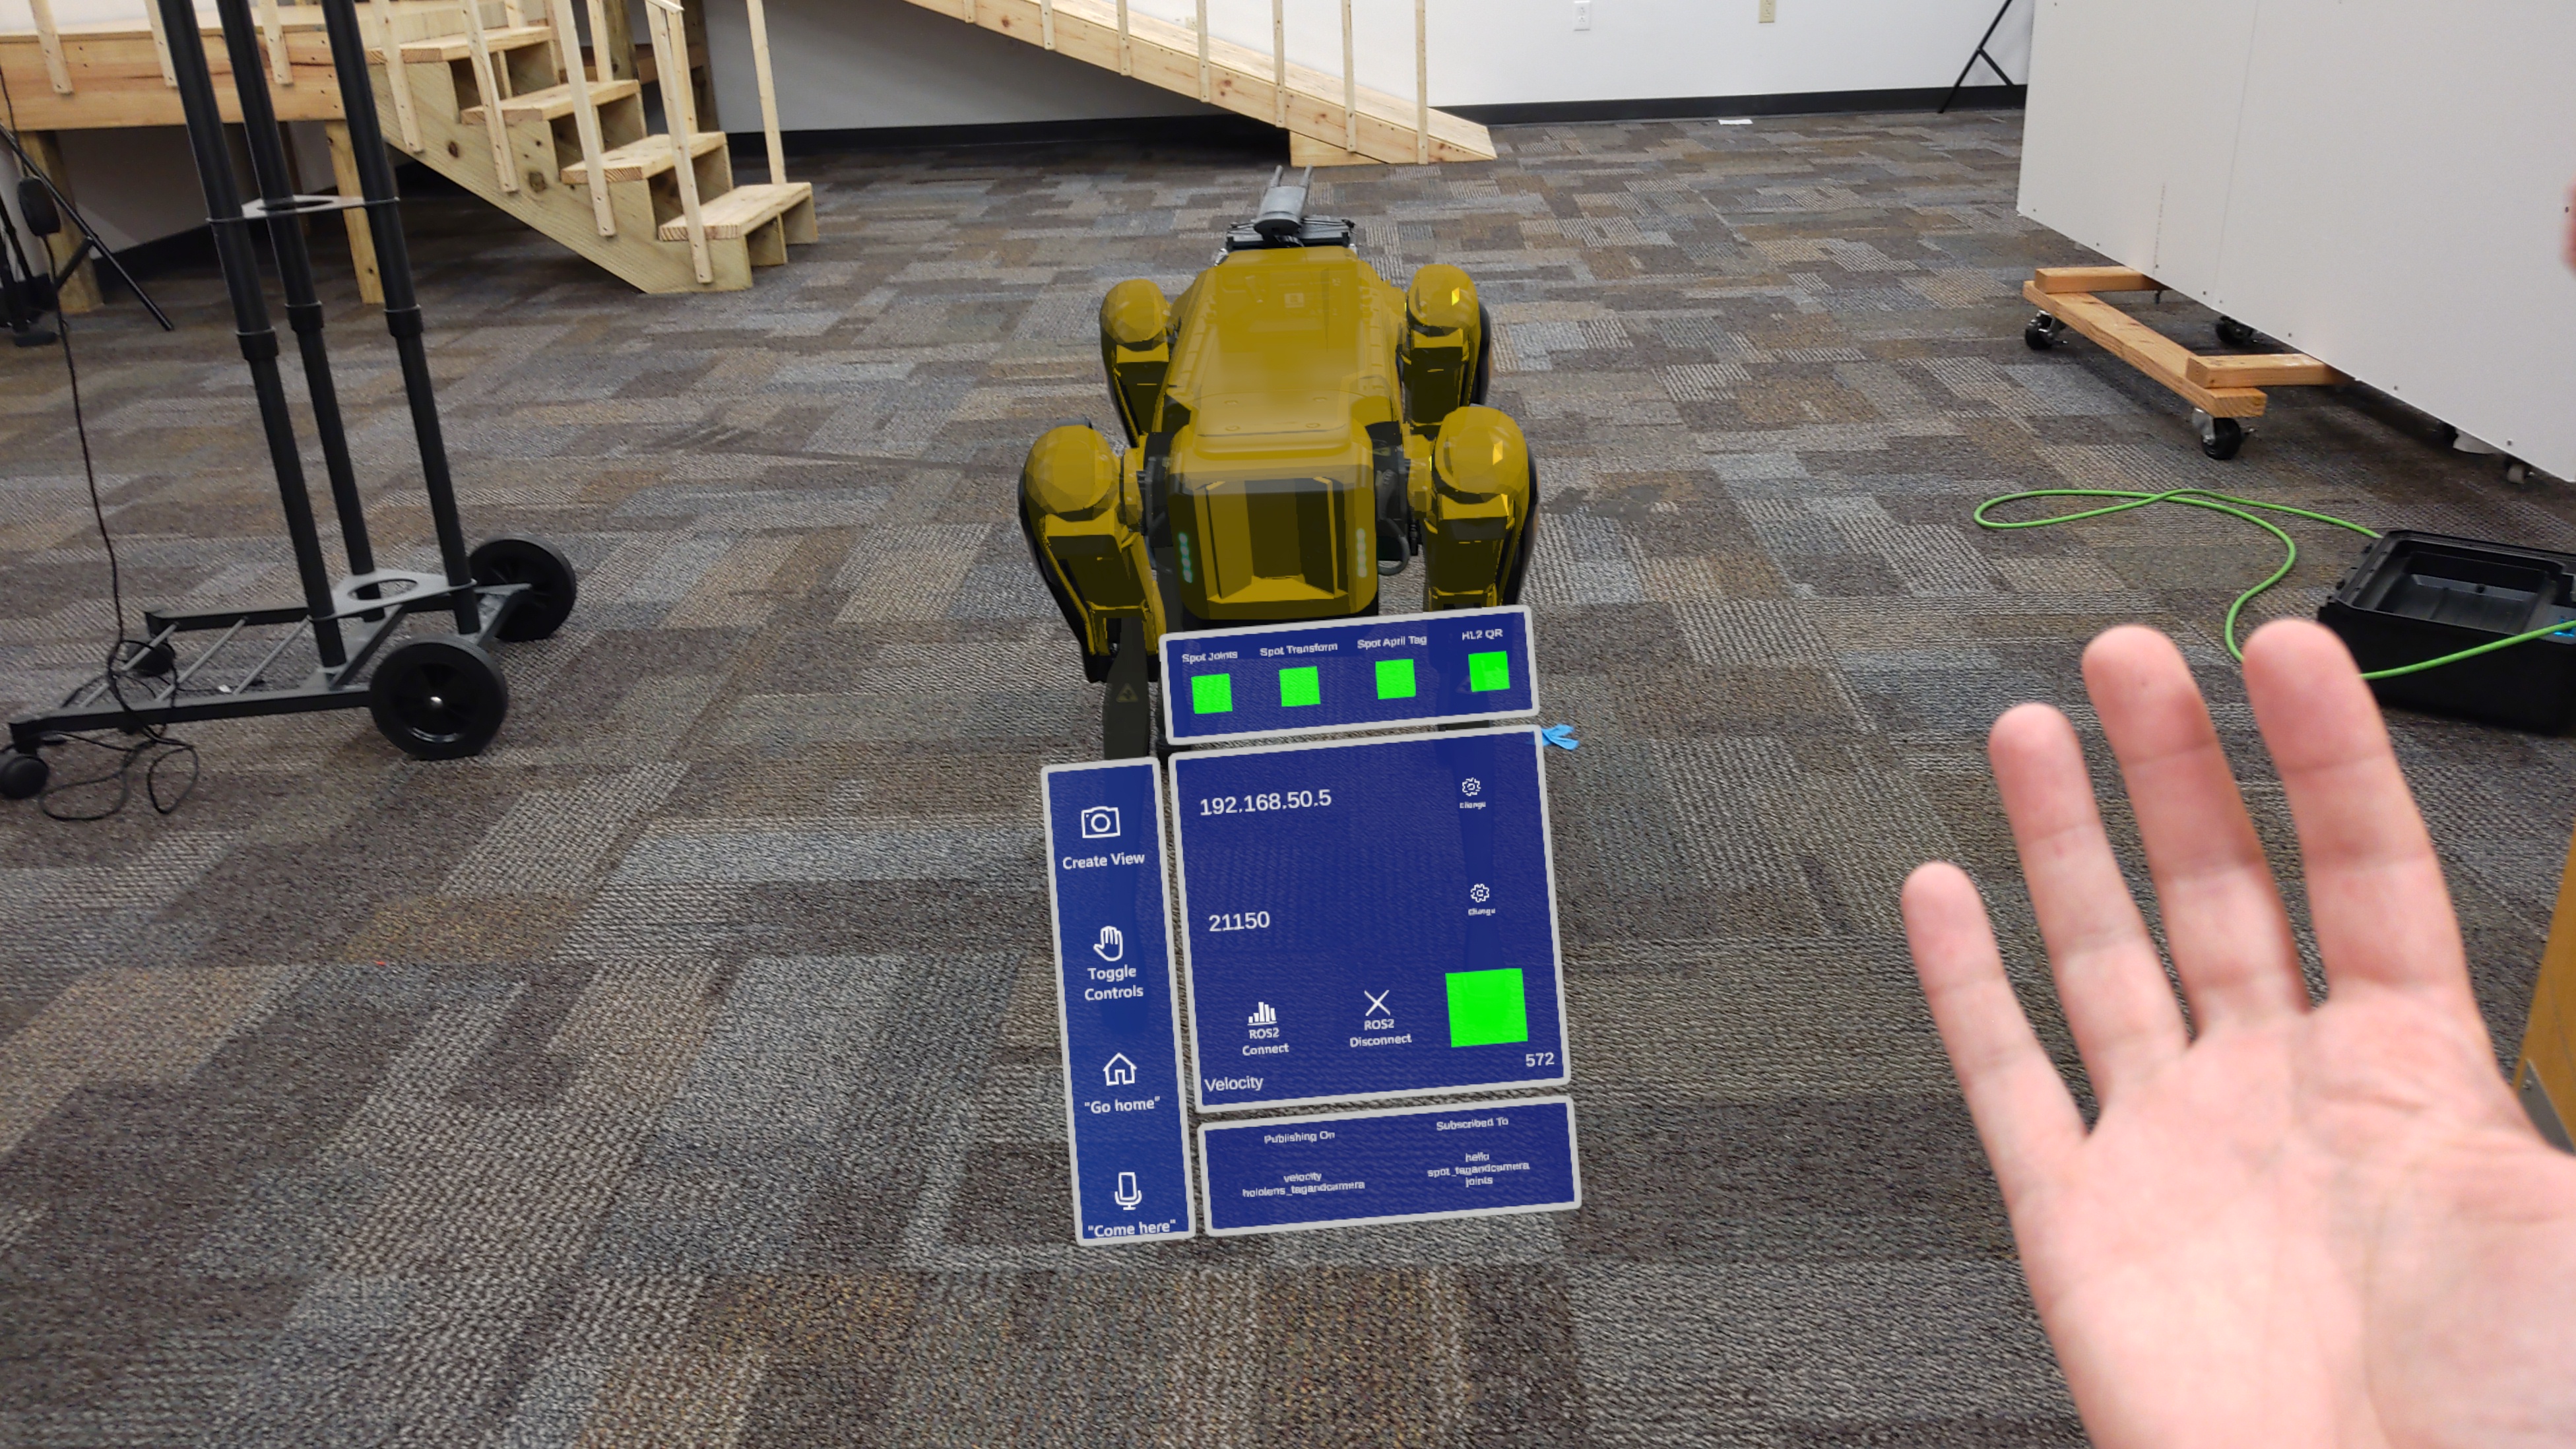 Spot Joints
Spot Transform
Spot April Tag
HL2 QR
192.168.50.5
Change
21150
Change
ROS2
Connect
ROS2
Disconnect
572
Velocity
Create View
Toggle
Controls
"Go home"
"Come here"
Publishing On
velocity
hololens_tagandcamera
Subscribed To
hello
spot_tagandcamera
joints